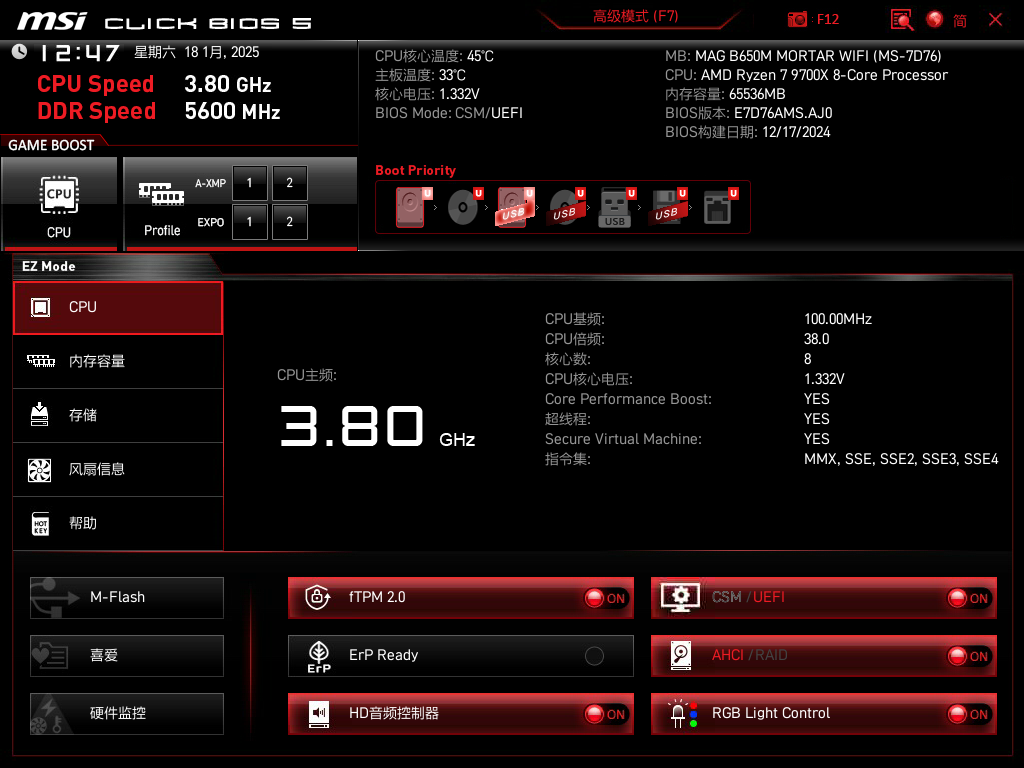 msi CLICK BIOS 5
高级模式 (F7)
F12
简
12:47 星期六 18 1月, 2025
CPU Speed 3.80 GHz
DDR Speed 5600 MHz
CPU核心温度: 45°C
主板温度: 33°C
核心电压: 1.332V
BIOS Mode: CSM/UEFI
MB: MAG B650M MORTAR WIFI (MS-7D76)
CPU: AMD Ryzen 7 9700X 8-Core Processor
内存容量: 65536MB
BIOS版本: E7D76AMS.AJ0
BIOS构建日期: 12/17/2024
GAME BOOST
CPU
CPU
Profile
A-XMP 1 2
EXPO 1 2
Boot Priority
U U U U U U U
USB USB USB USB
EZ Mode
CPU
内存容量
存储
风扇信息
HOT KEY
帮助
CPU主频:
3.80 GHz
CPU基频: 100.00MHz
CPU倍频: 38.0
核心数: 8
CPU核心电压: 1.332V
Core Performance Boost: YES
超线程: YES
Secure Virtual Machine: YES
指令集: MMX, SSE, SSE2, SSE3, SSE4
M-Flash
喜爱
硬件监控
fTPM 2.0 ON
CSM /UEFI ON
ErP
ErP Ready
AHCI /RAID ON
HD音频控制器 ON
RGB Light Control ON